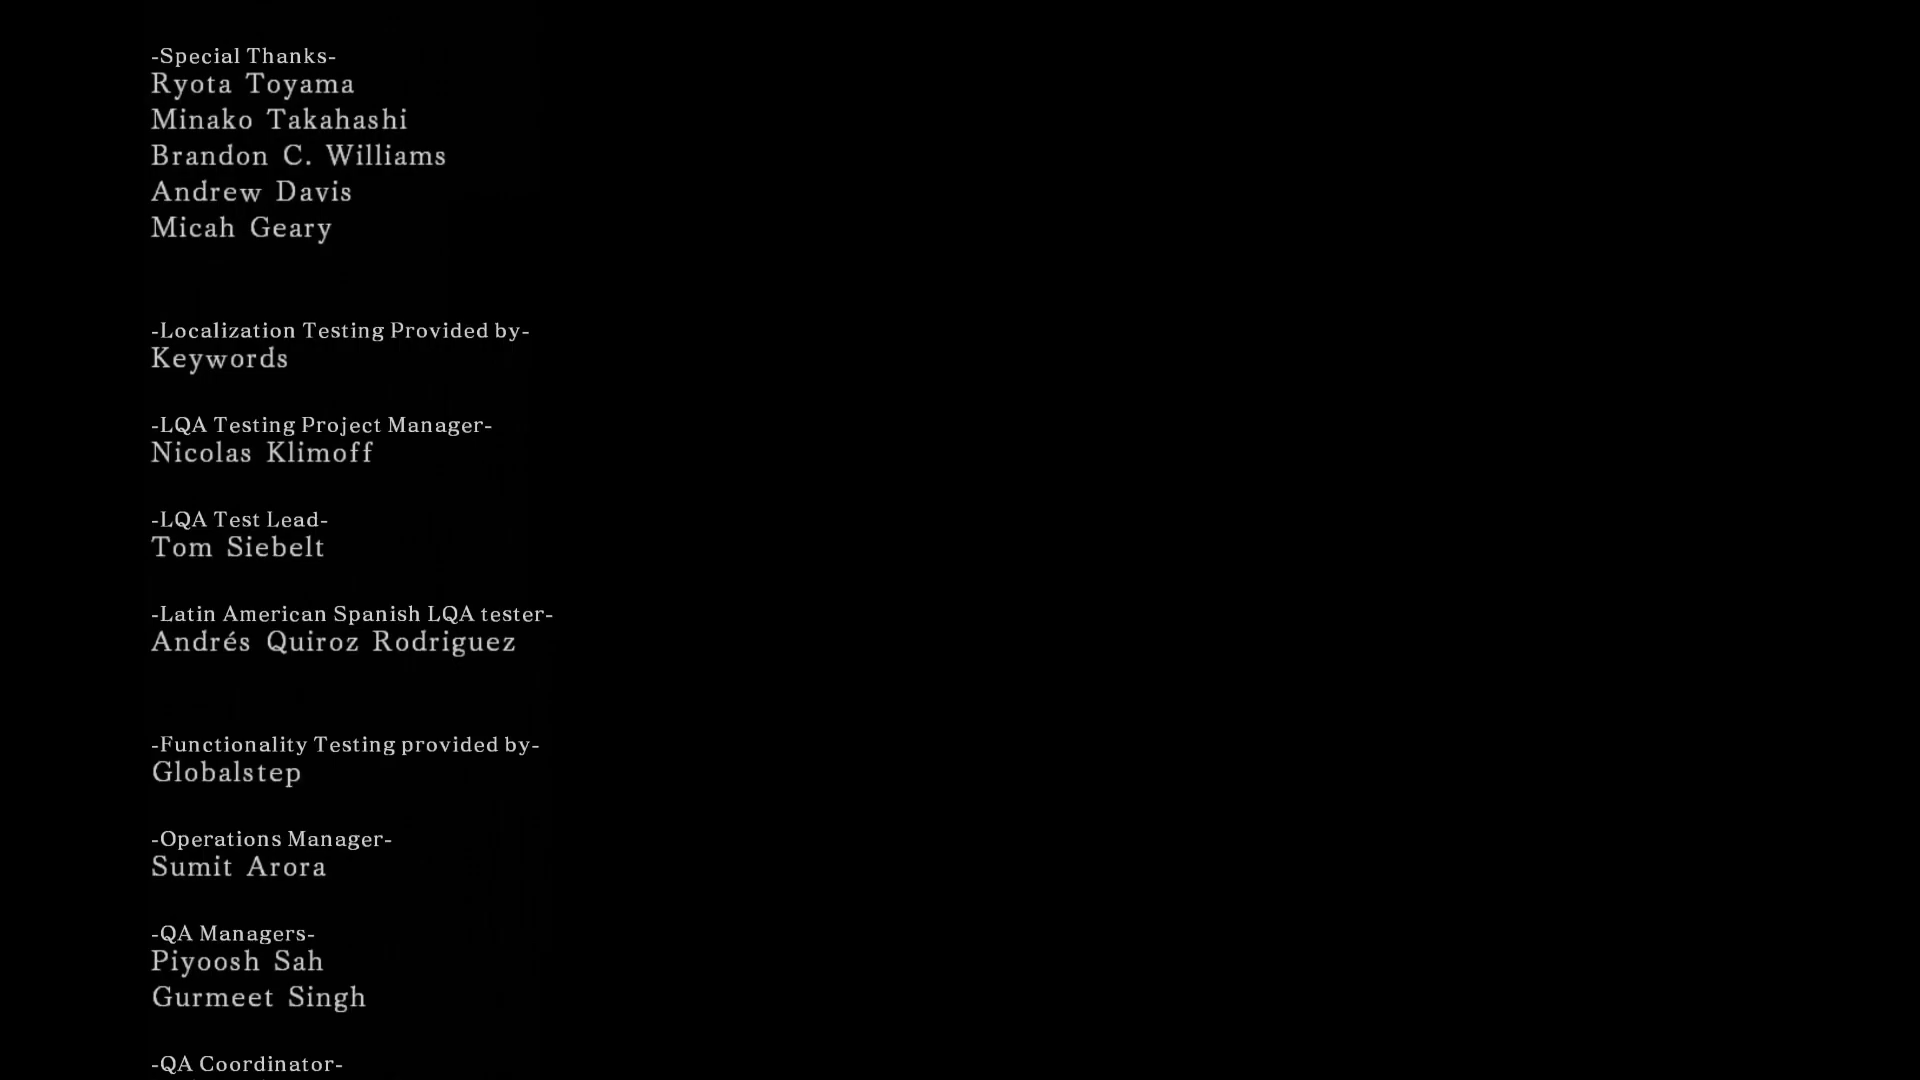 -Special Thanks-
Ryota Toyama
Minako Takahashi
Brandon C. Williams
Andrew Davis
Micah Geary
-Localization Testing Provided by-
Keywords
-LQA Testing Project Manager-
Nicolas Klimoff
-LQA Test Lead-
Tom Siebelt
-Latin American Spanish LQA tester-
Andrés Quiroz Rodriguez
-Functionality Testing provided by-
Globalstep
-Operations Manager-
Sumit Arora
-QA Managers-
Piyoosh Sah
Gurmeet Singh
-QA Coordinator-